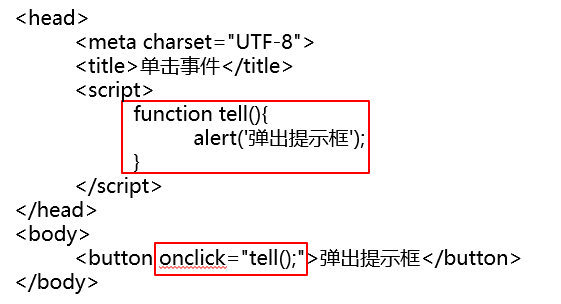 <head>
<meta charset="UTF-8">
<title>单击事件</title>
<script>
function tell(){
alert('弹出提示框');
}
</script>
</head>
<body>
<button onclick="tell();">弹出提示框</button>
</body>